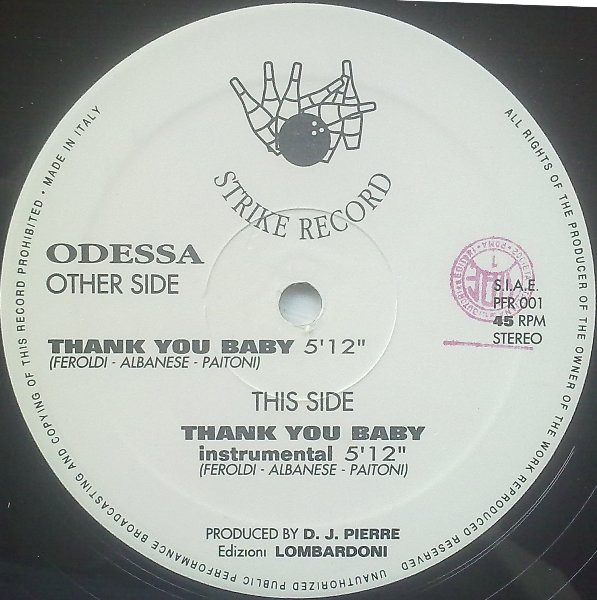 STRIKE RECORD
ODESSA
OTHER SIDE
THANK YOU BABY 5'12"
(FEROLDI - ALBANESE - PAITONI)
S.I.A.E.
PFR 001
45 RPM
STEREO
THIS SIDE
THANK YOU BABY
instrumental 5'12"
(FEROLDI - ALBANESE - PAITONI)
PRODUCED BY D. J. PIERRE
Edizioni LOMBARDONI
ALL RIGHTS OF THE PRODUCER OF THE OWNER OF THE WORK REPRODUCED RESERVED UNAUTHORIZED PUBLIC PERFORMANCE BROADCASTING AND COPYING OF THIS RECORD PROHIBITED · MADE IN ITALY